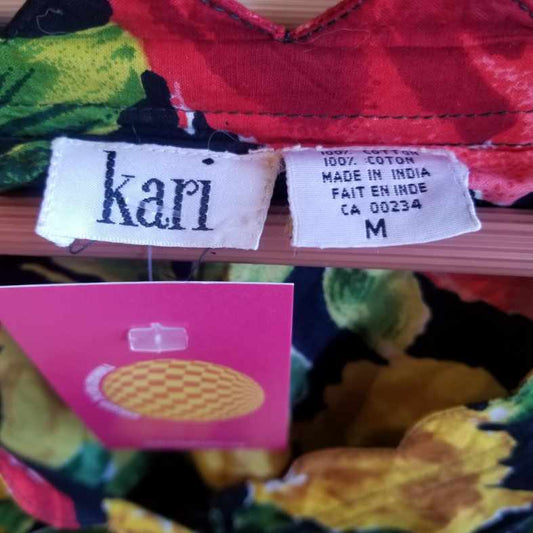 kari
100% COTTON
100% COTON
MADE IN INDIA
FAIT EN INDE
CA 00234
M